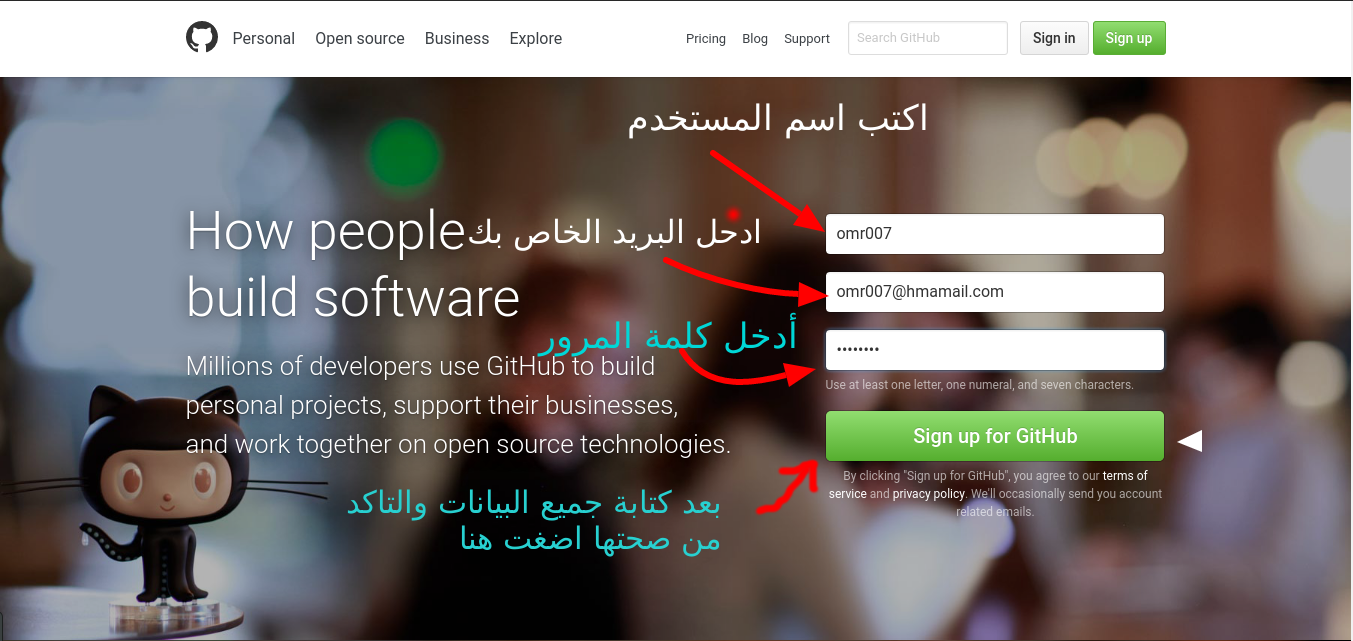 Personal Open source Business Explore Pricing Blog Support Search GitHub Sign in Sign up
اكتب اسم المستخدم
omr007
How people
ادحل البريد الخاص بك
build software
omr007@hmamail.com
أدخل كلمة المرور
••••••••
Millions of developers use GitHub to build
personal projects, support their businesses,
and work together on open source technologies.
Use at least one letter, one numeral, and seven characters.
Sign up for GitHub
By clicking "Sign up for GitHub", you agree to our terms of
service and privacy policy. We'll occasionally send you account
related emails.
بعد كتابة جميع البيانات والتاكد
من صحتها اضغت هنا